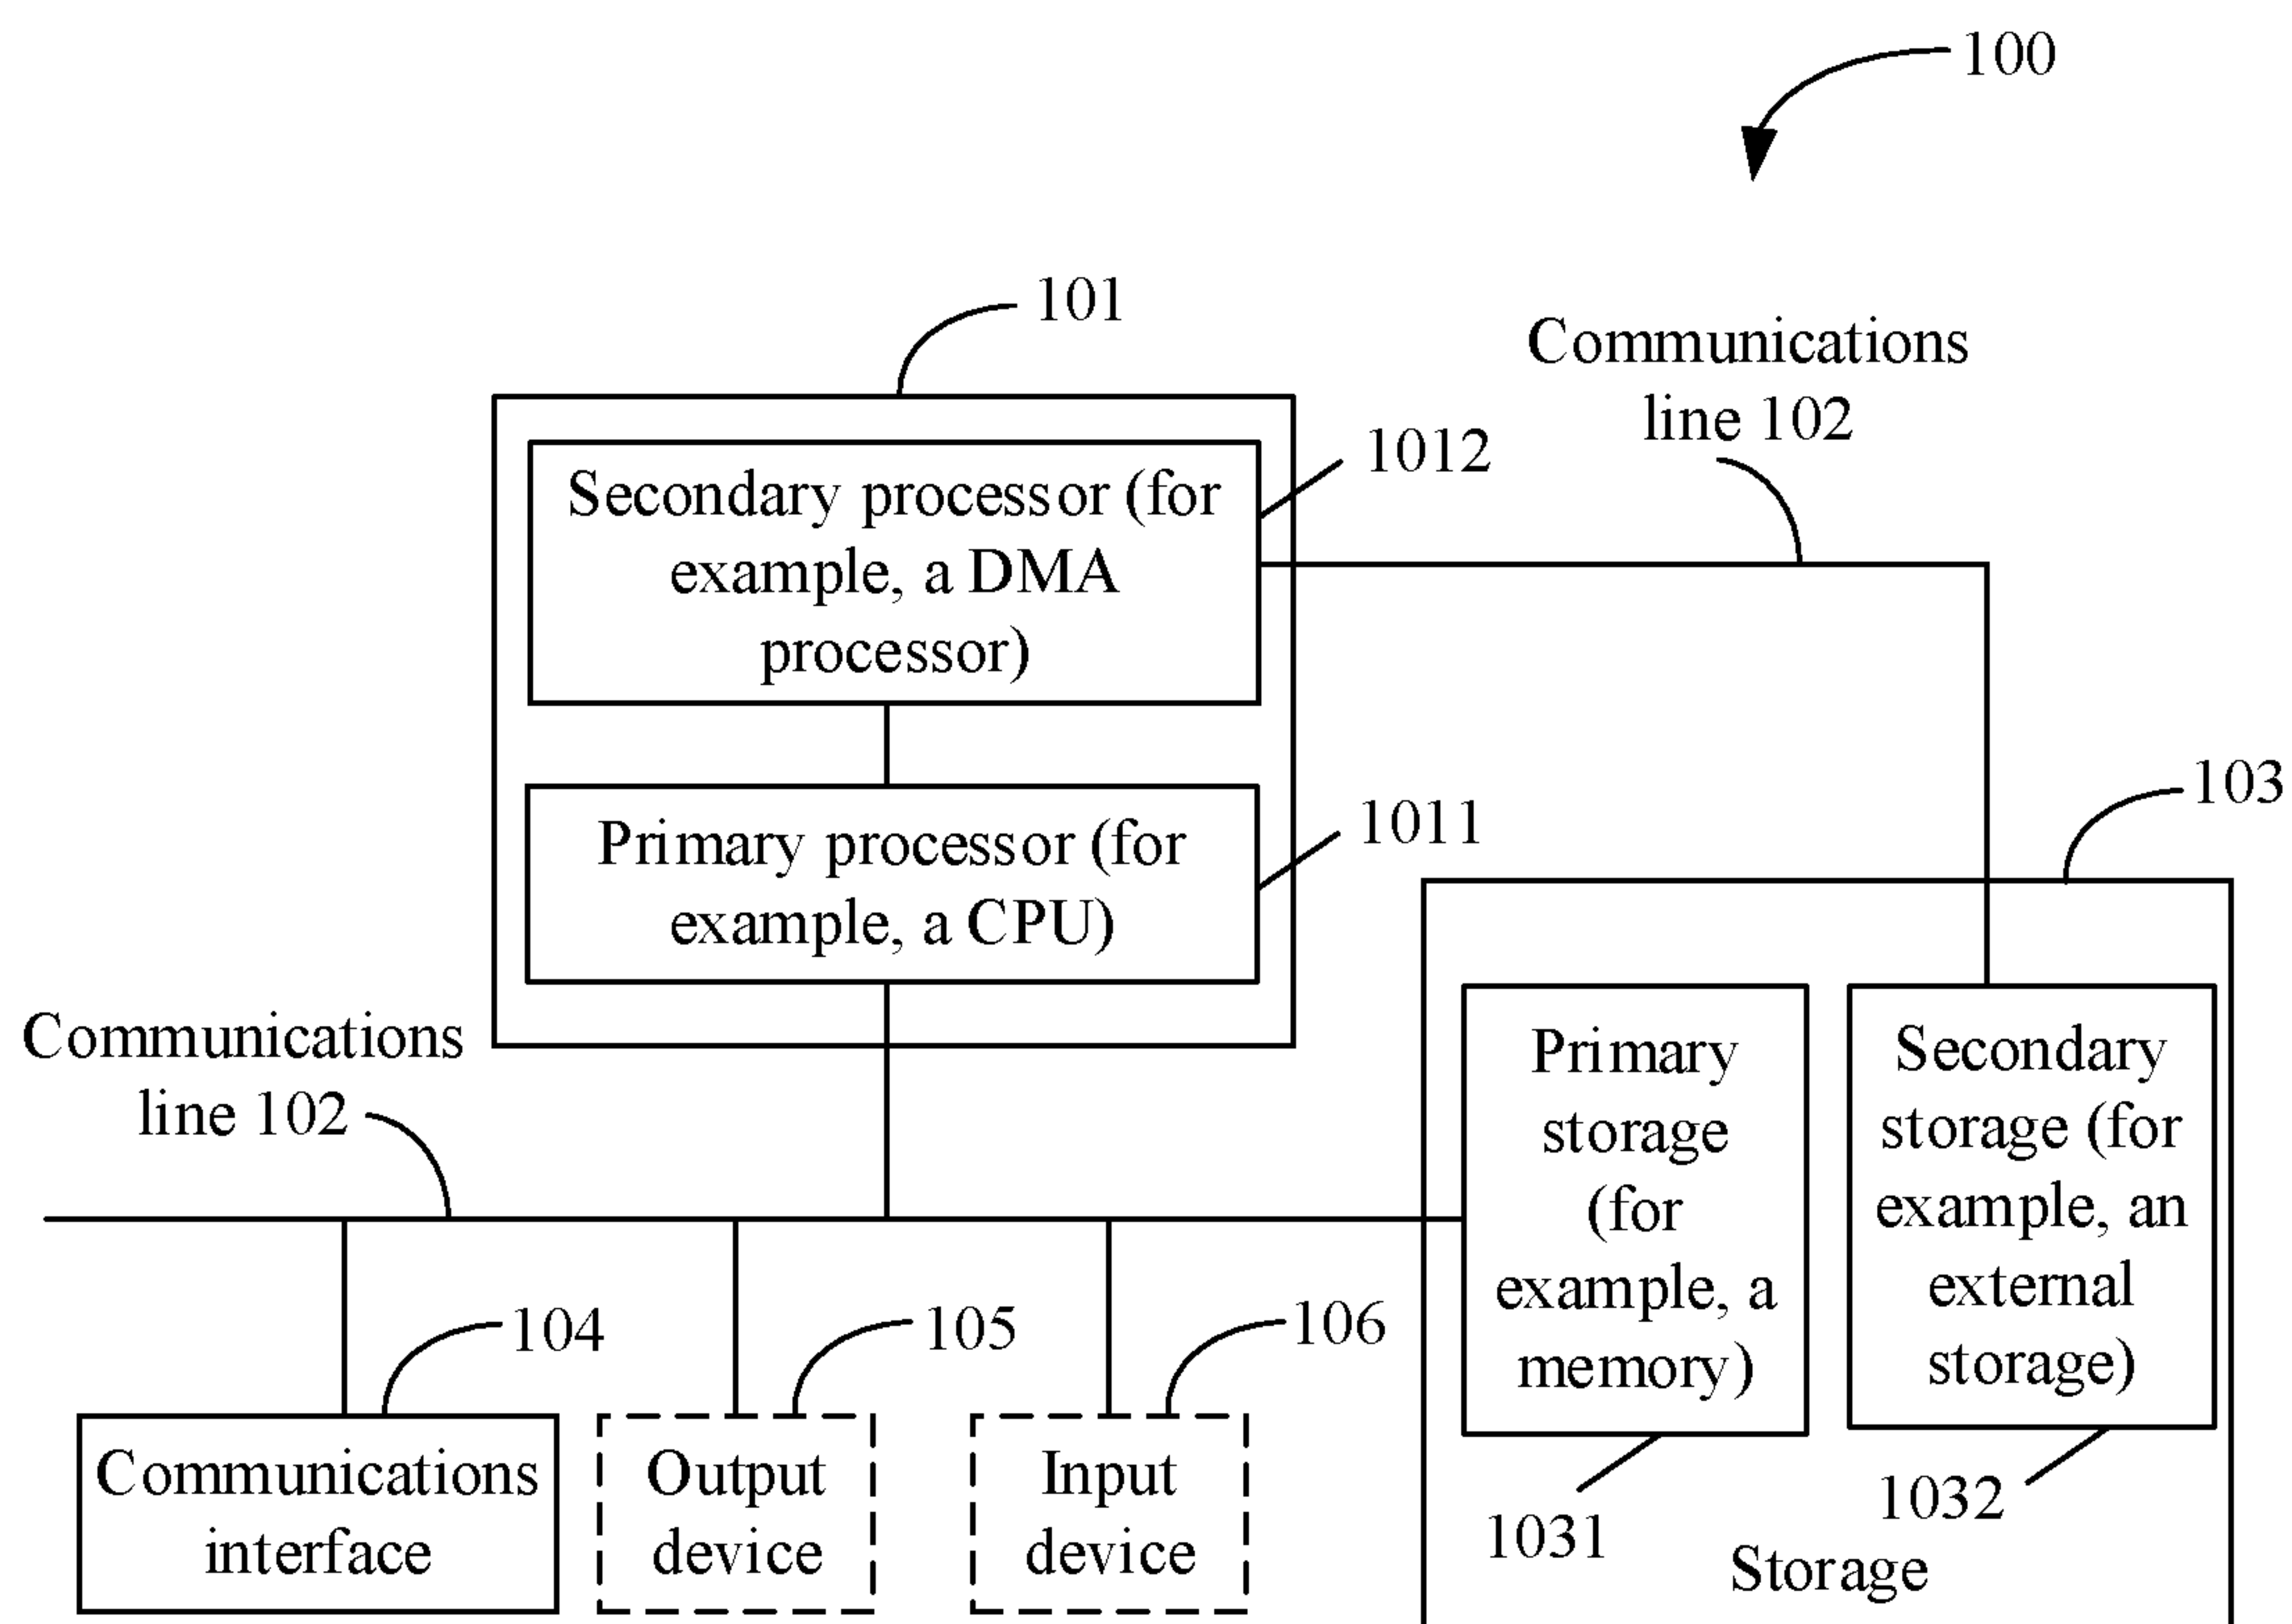 100
101
Communications
line 102
1012
Secondary processor (for
example, a DMA
processor)
103
1011
Primary processor (for
example, a CPU)
Communications
line 102
Primary
storage
(for
example, a
memory)
Secondary
storage (for
example, an
external
storage)
104
105
106
Communications
interface
Output
device
Input
device
1031
1032
Storage